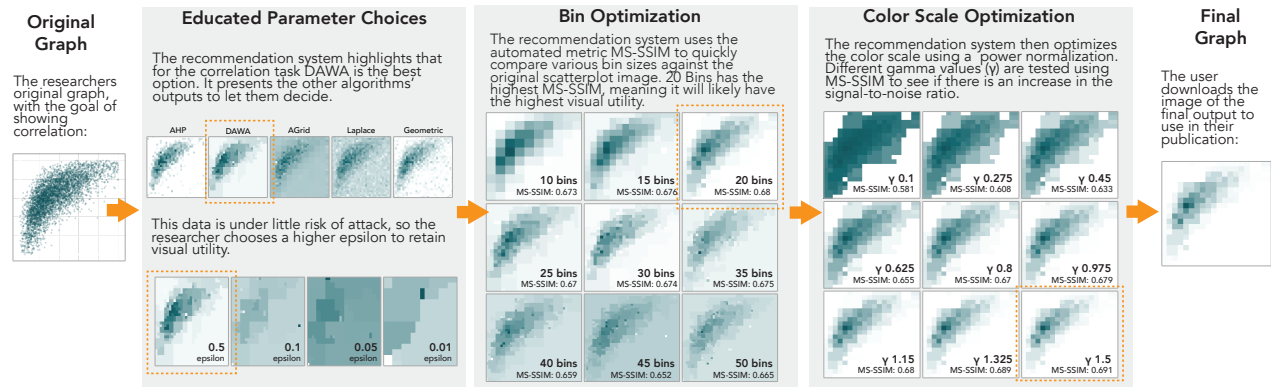 Original
Graph
The researchers
original graph,
with the goal of
showing
correlation:
Educated Parameter Choices
The recommendation system highlights that
for the correlation task DAWA is the best
option. It presents the other algorithms'
outputs to let them decide.
AHP DAWA AGrid Laplace Geometric
This data is under little risk of attack, so the
researcher chooses a higher epsilon to retain
visual utility.
0.5 0.1 0.05 0.01
epsilon epsilon epsilon epsilon
Bin Optimization
The recommendation system uses the
automated metric MS-SSIM to quickly
compare various bin sizes against the
original scatterplot image. 20 Bins has the
highest MS-SSIM, meaning it will likely have
the highest visual utility.
10 bins 15 bins 20 bins
MS-SSIM: 0.673 MS-SSIM: 0.676 MS-SSIM: 0.68
25 bins 30 bins 35 bins
MS-SSIM: 0.67 MS-SSIM: 0.674 MS-SSIM: 0.675
40 bins 45 bins 50 bins
MS-SSIM: 0.659 MS-SSIM: 0.652 MS-SSIM: 0.665
Color Scale Optimization
The recommendation system then optimizes
the color scale using a power normalization.
Different gamma values (γ) are tested using
MS-SSIM to see if there is an increase in the
signal-to-noise ratio.
γ 0.1 γ 0.275 γ 0.45
MS-SSIM: 0.581 MS-SSIM: 0.608 MS-SSIM: 0.633
γ 0.625 γ 0.8 γ 0.975
MS-SSIM: 0.655 MS-SSIM: 0.67 MS-SSIM: 0.679
γ 1.15 γ 1.325 γ 1.5
MS-SSIM: 0.68 MS-SSIM: 0.689 MS-SSIM: 0.691
Final
Graph
The user
downloads the
image of the
final output to
use in their
publication: